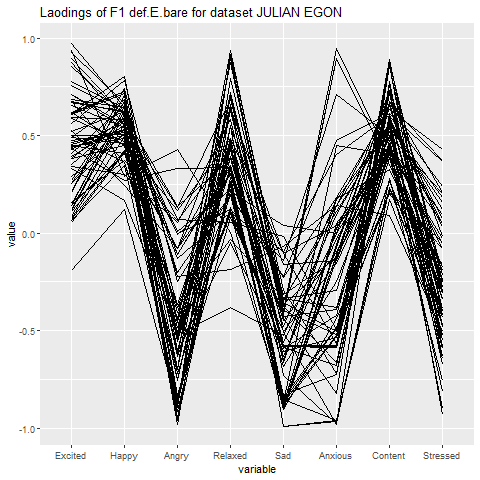 Laodings of F1 def.E.bare for dataset JULIAN EGON
1.0
0.5
0.0
-0.5
-1.0
value
Excited Happy Angry Relaxed Sad Anxious Content Stressed
variable